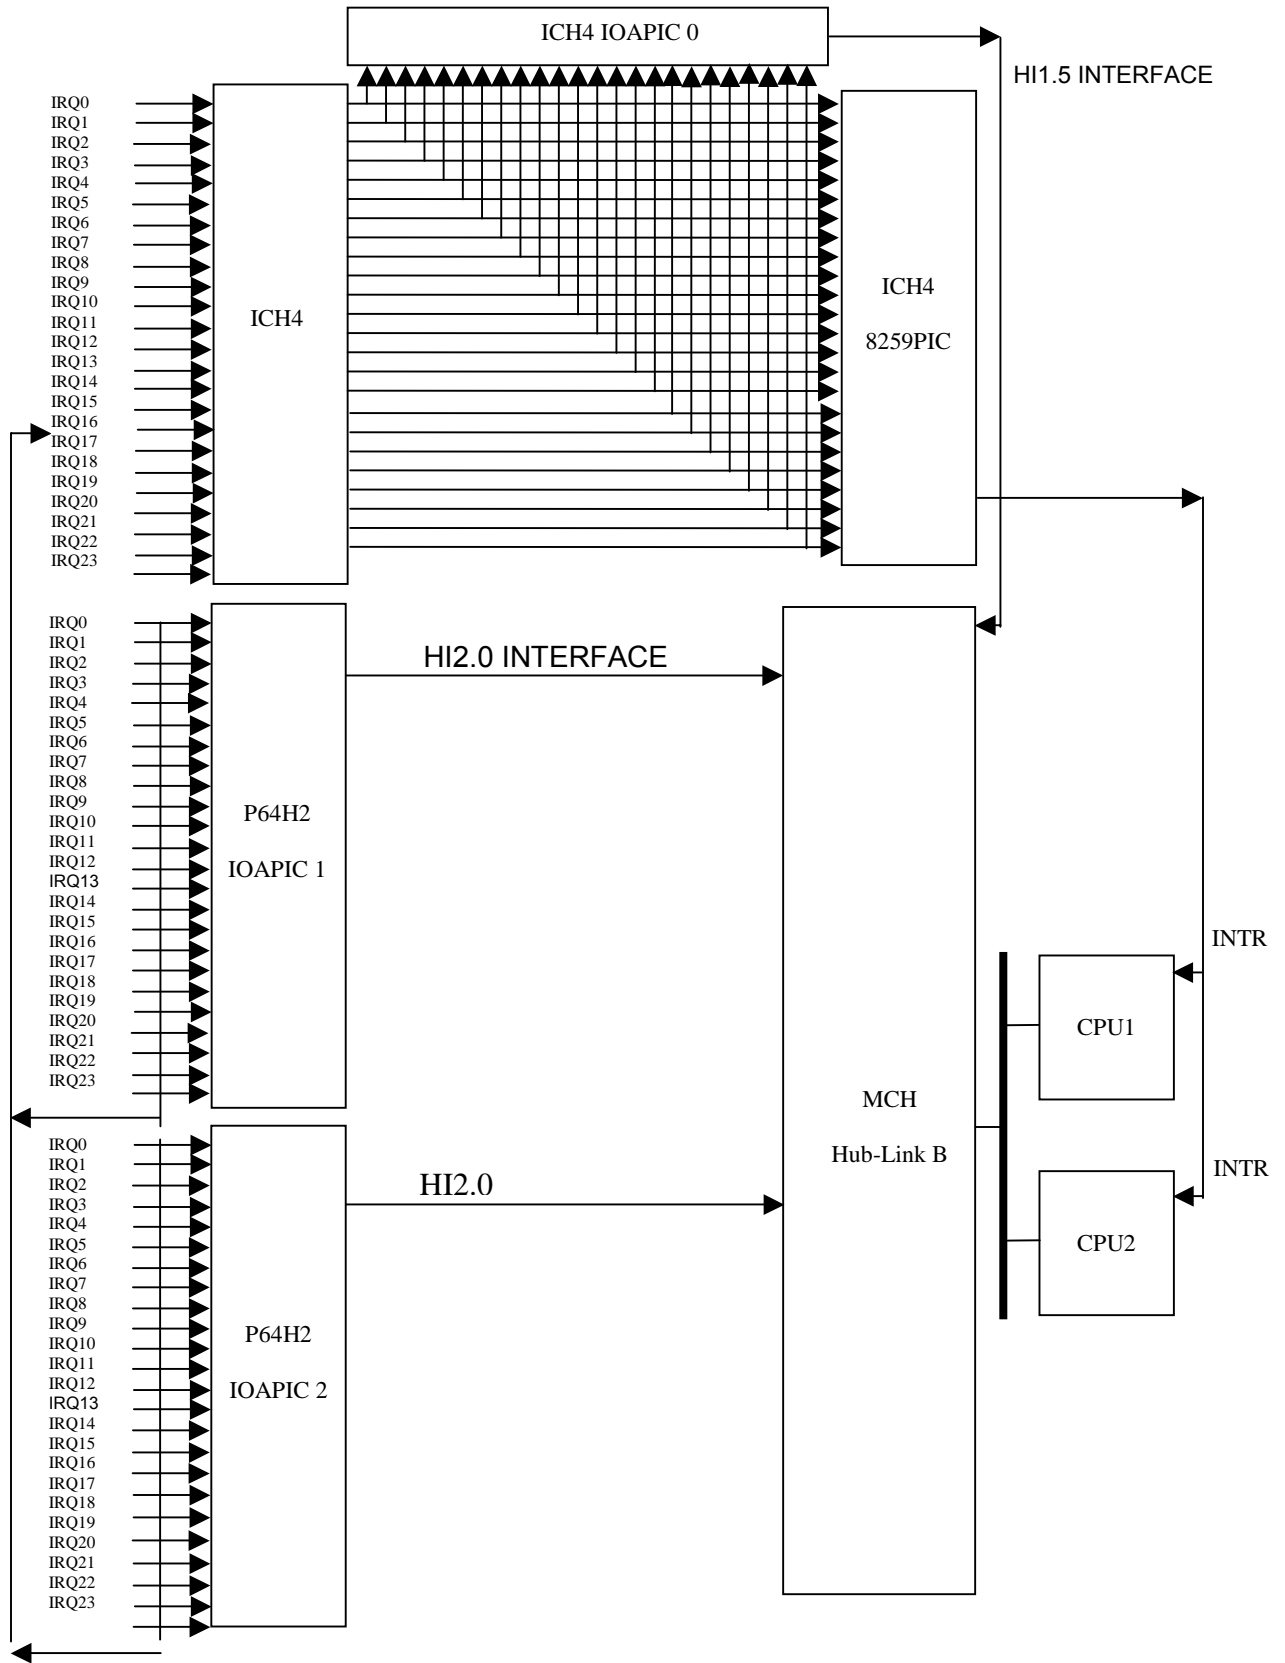 ICH4 IOAPIC 0
HI1.5 INTERFACE
IRQ0
IRQ1
IRQ2
IRQ3
IRQ4
IRQ5
IRQ6
IRQ7
IRQ8
IRQ9
IRQ10
IRQ11
IRQ12
IRQ13
IRQ14
IRQ15
IRQ16
IRQ17
IRQ18
IRQ19
IRQ20
IRQ21
IRQ22
IRQ23
ICH4
ICH4
8259PIC
IRQ0
IRQ1
IRQ2
IRQ3
IRQ4
IRQ5
IRQ6
IRQ7
IRQ8
IRQ9
IRQ10
IRQ11
IRQ12
IRQ13
IRQ14
IRQ15
IRQ16
IRQ17
IRQ18
IRQ19
IRQ20
IRQ21
IRQ22
IRQ23
P64H2
IOAPIC 1
HI2.0 INTERFACE
MCH
Hub-Link B
INTR
CPU1
INTR
CPU2
IRQ0
IRQ1
IRQ2
IRQ3
IRQ4
IRQ5
IRQ6
IRQ7
IRQ8
IRQ9
IRQ10
IRQ11
IRQ12
IRQ13
IRQ14
IRQ15
IRQ16
IRQ17
IRQ18
IRQ19
IRQ20
IRQ21
IRQ22
IRQ23
P64H2
IOAPIC 2
HI2.0